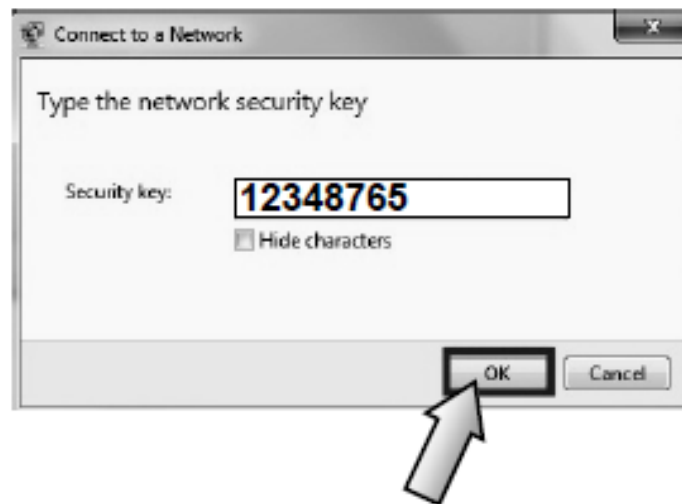 Connect to a Network
Type the network security key
Security key: 12348765
Hide characters
OK Cancel